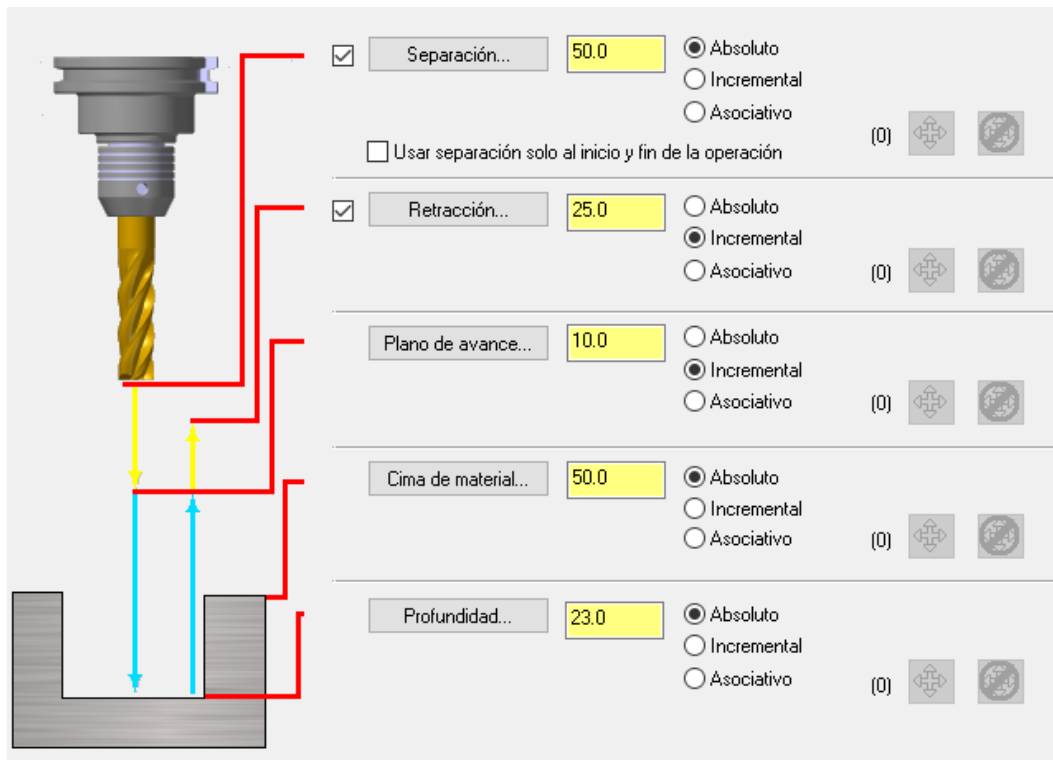 Separación... 50.0 Absoluto
Incremental
Asociativo
(0)
Usar separación solo al inicio y fin de la operación
Retracción... 25.0 Absoluto
Incremental
Asociativo (0)
Plano de avance... 10.0 Absoluto
Incremental
Asociativo (0)
Cima de material... 50.0 Absoluto
Incremental
Asociativo (0)
Profundidad... 23.0 Absoluto
Incremental
Asociativo (0)